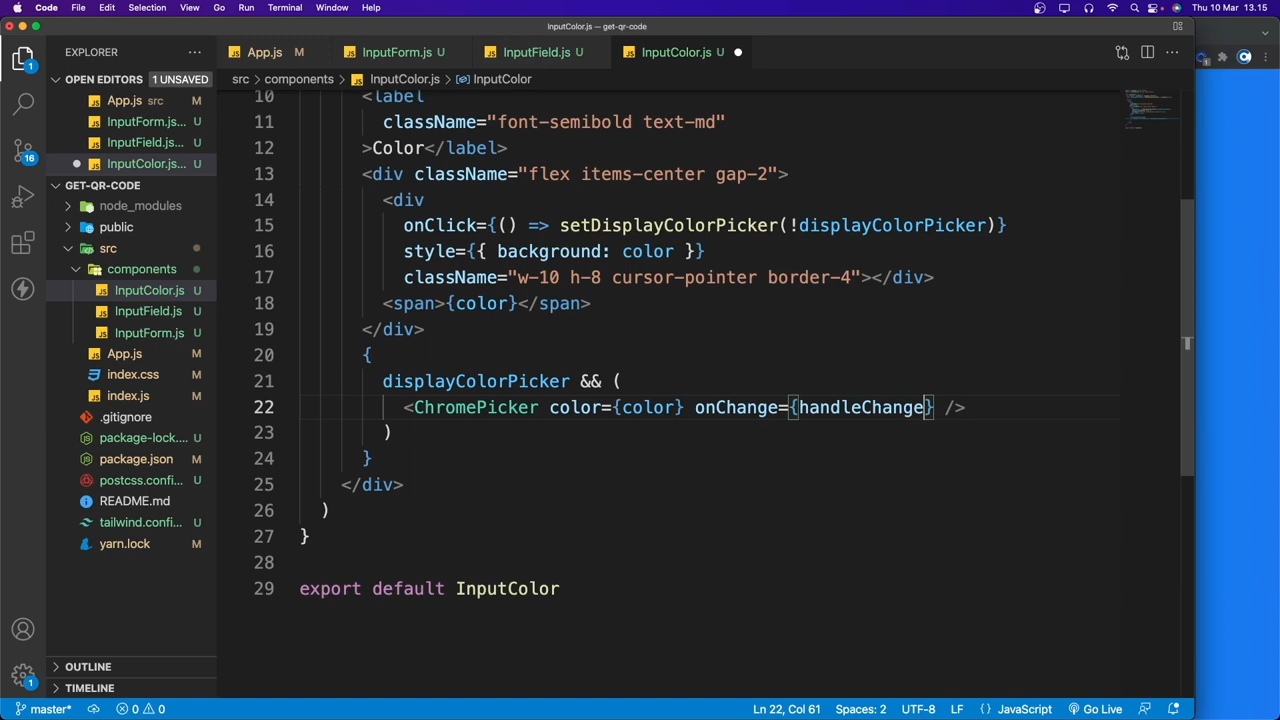 Code File Edit Selection View Go Run Terminal Window Help Thu 10 Mar 13.15
InputColor.js — get-qr-code
EXPLORER
App.js M
InputForm.js U
InputField.js U
InputColor.js U
src > components > InputColor.js > InputColor
OPEN EDITORS 1 UNSAVED
App.js src M
InputForm.js... U
InputField.js... U
InputColor.js... U
GET-QR-CODE
node_modules
public
src
components
InputColor.js U
InputField.js U
InputForm.js U
App.js M
index.css M
index.js M
.gitignore
package-lock.... M
package.json M
postcss.confi... U
README.md
tailwind.confi... U
yarn.lock M
OUTLINE
TIMELINE
10 <label
11 className="font-semibold text-md"
12 >Color</label>
13 <div className="flex items-center gap-2">
14 <div
15 onClick={() => setDisplayColorPicker(!displayColorPicker)}
16 style={{ background: color }}
17 className="w-10 h-8 cursor-pointer border-4"></div>
18 <span>{color}</span>
19 </div>
20 {
21 displayColorPicker && (
22 <ChromePicker color={color} onChange={handleChange} />
23 )
24 }
25 </div>
26 )
27 }
28
29 export default InputColor
1
16
1
master* 0 0 Ln 22, Col 61 Spaces: 2 UTF-8 LF {} JavaScript Go Live